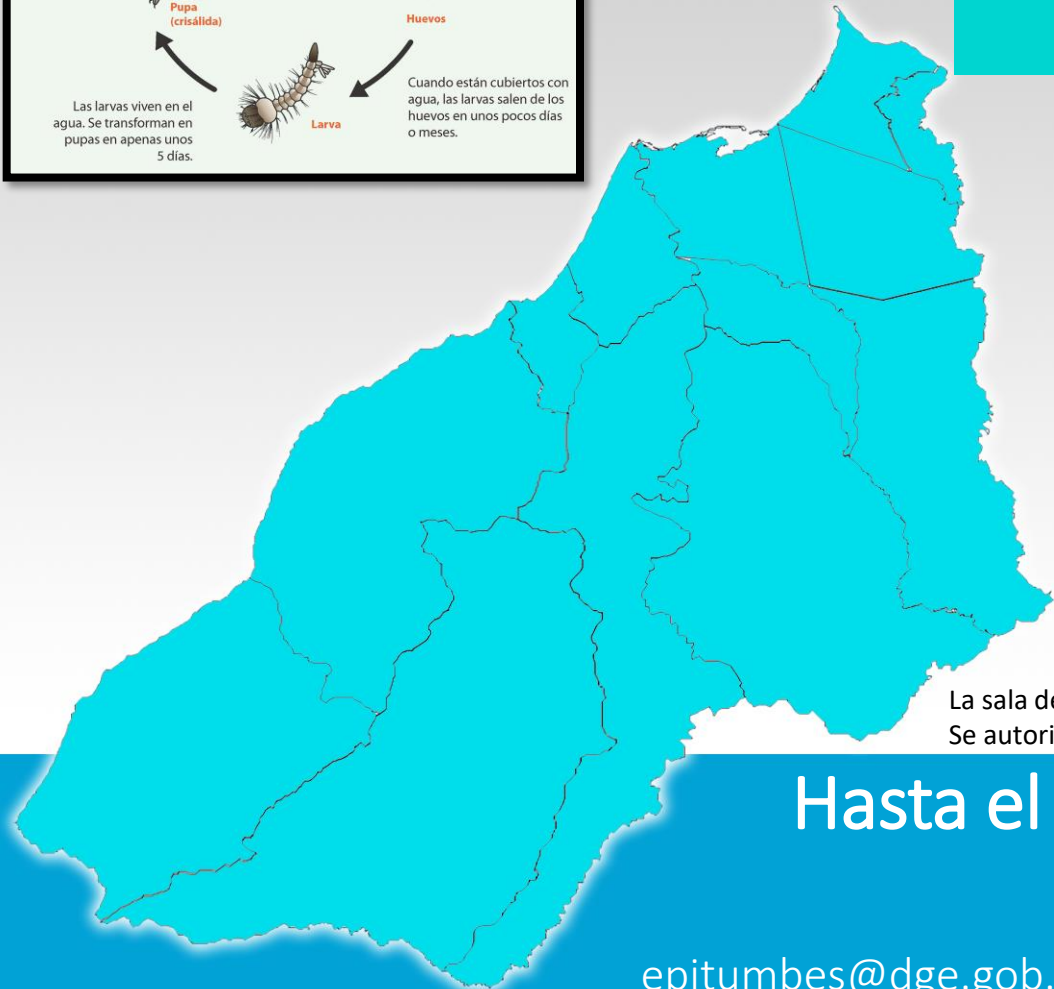 Pupa
(crisálida)
Huevos
Larva
Las larvas viven en el
agua. Se transforman en
pupas en apenas unos
5 días.
Cuando están cubiertos con
agua, las larvas salen de los
huevos en unos pocos días
o meses.
La sala de
Se autori
Hasta el
epitumbes@dge.gob.